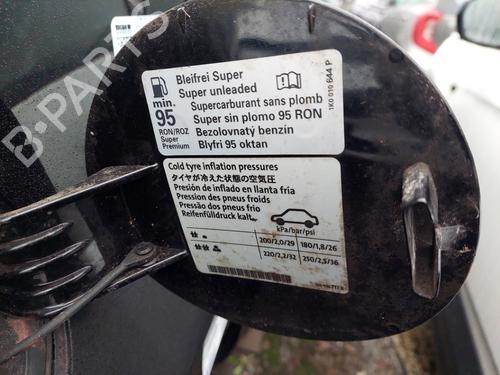 Bleifrei Super
Super unleaded
Supercarburant sans plomb
Super sin plomo 95 RON
Bezolovnatý benzín
Blyfri 95 oktan
min.
95
RON/ROZ
Super
Premium
1K0 010 644 P
Cold tyre inflation pressures
タイヤが冷えた状態の空気圧
Presión de inflado en llanta fria
Pression des pneus froids
Pressão dos pneus frio
Reifenfülldruck kalt
kPa/bar/psi
200/2,0/29 180/1,8/26
220/2,2/32 250/2,5/36